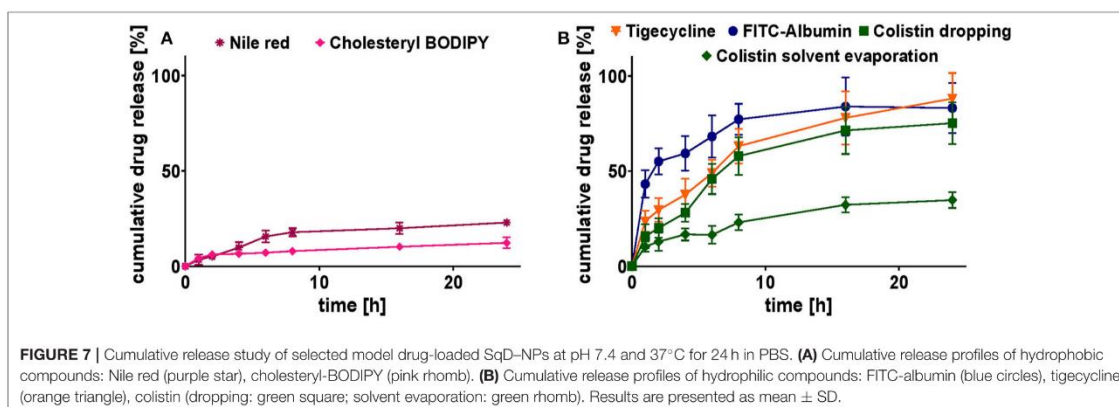 A
Nile red
Cholesteryl BODIPY
cumulative drug release [%]
100
50
0
0
10
20
time [h]
B
Tigecycline
FITC-Albumin
Colistin dropping
Colistin solvent evaporation
cumulative drug release [%]
100
50
0
0
10
20
time [h]
FIGURE 7 | Cumulative release study of selected model drug-loaded SqD–NPs at pH 7.4 and 37°C for 24 h in PBS. (A) Cumulative release profiles of hydrophobic
compounds: Nile red (purple star), cholesteryl-BODIPY (pink rhomb). (B) Cumulative release profiles of hydrophilic compounds: FITC-albumin (blue circles), tigecycline
(orange triangle), colistin (dropping: green square; solvent evaporation: green rhomb). Results are presented as mean ± SD.